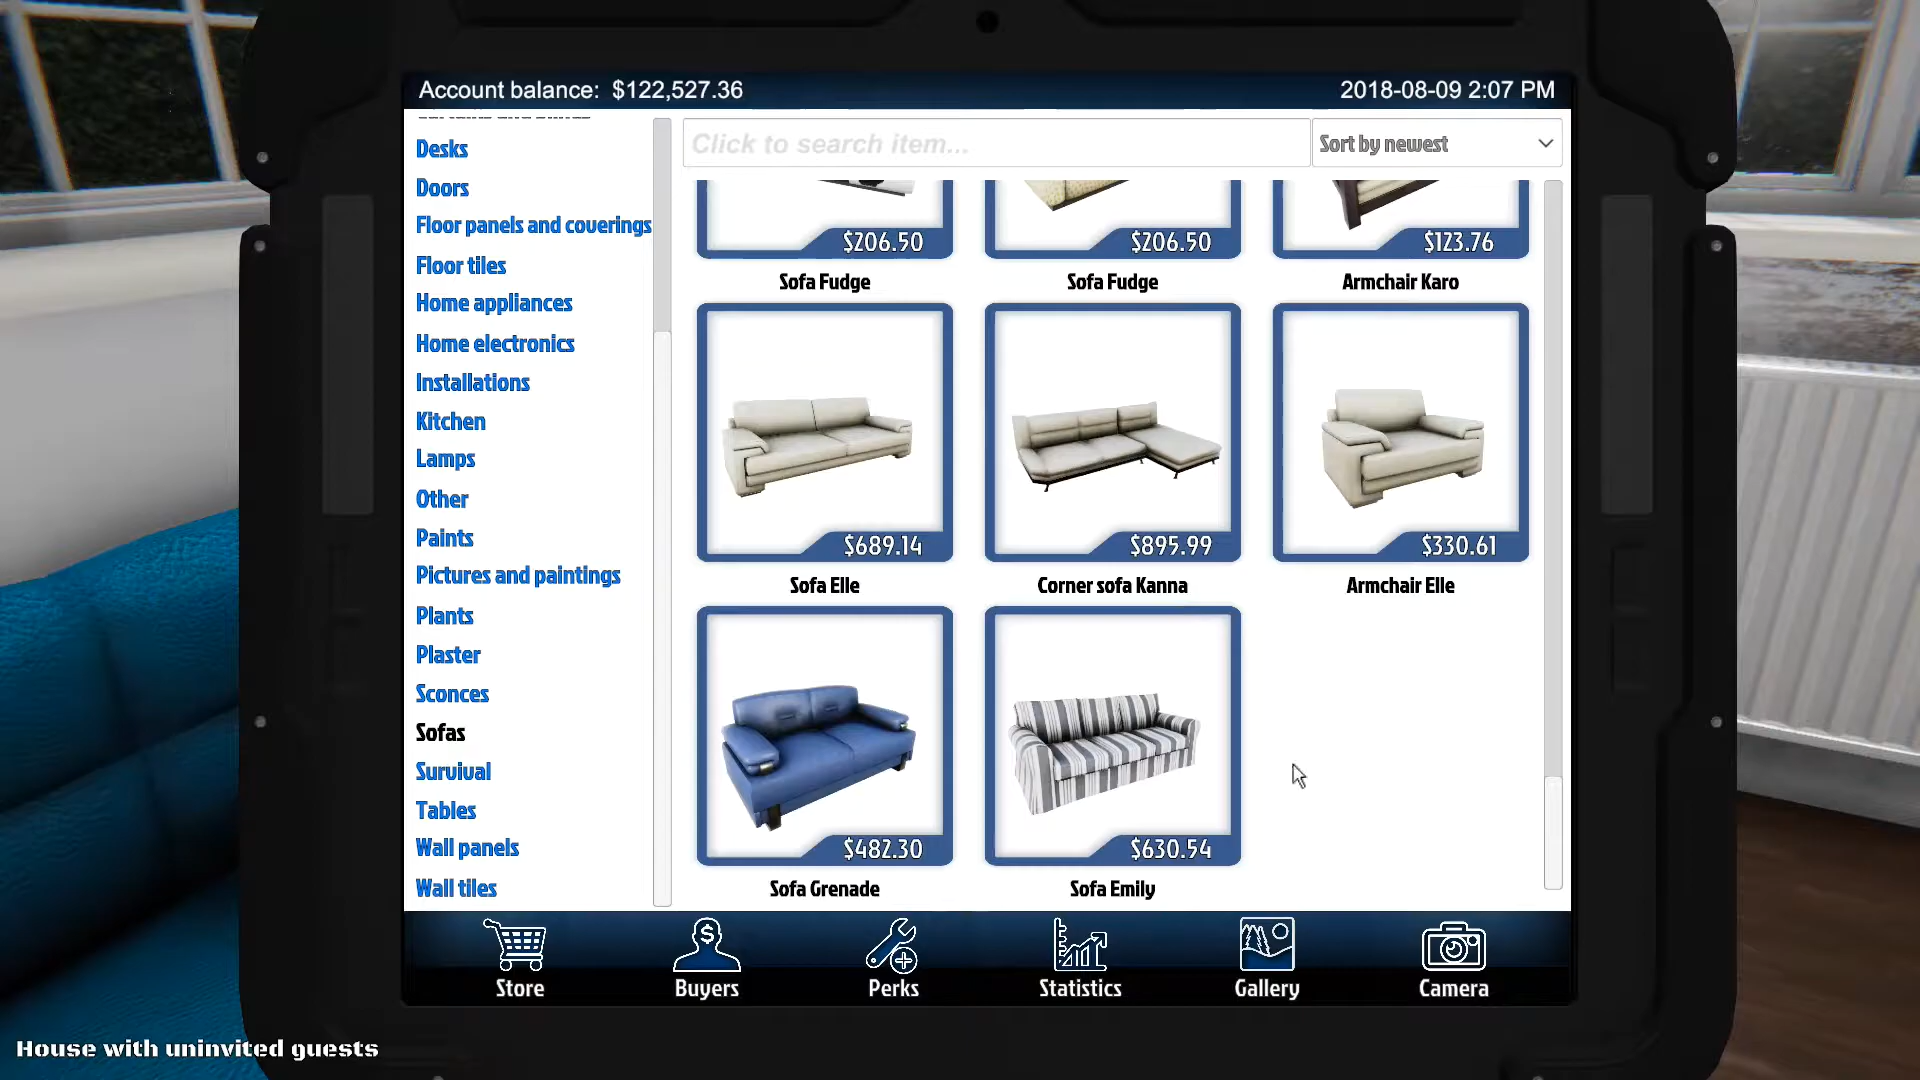 Account balance: $122,527.36
2018-08-09 2:07 PM
Click to search item...
Sort by newest
Desks
Doors
Floor panels and coverings
Floor tiles
Home appliances
Home electronics
Installations
Kitchen
Lamps
Other
Paints
Pictures and paintings
Plants
Plaster
Sconces
Sofas
Survival
Tables
Wall panels
Wall tiles
$206.50
$206.50
$123.76
Sofa Fudge
Sofa Fudge
Armchair Karo
$689.14
$895.99
$330.61
Sofa Elle
Corner sofa Kanna
Armchair Elle
$482.30
$630.54
Sofa Grenade
Sofa Emily
Store
Buyers
Perks
Statistics
Gallery
Camera
House with uninvited guests